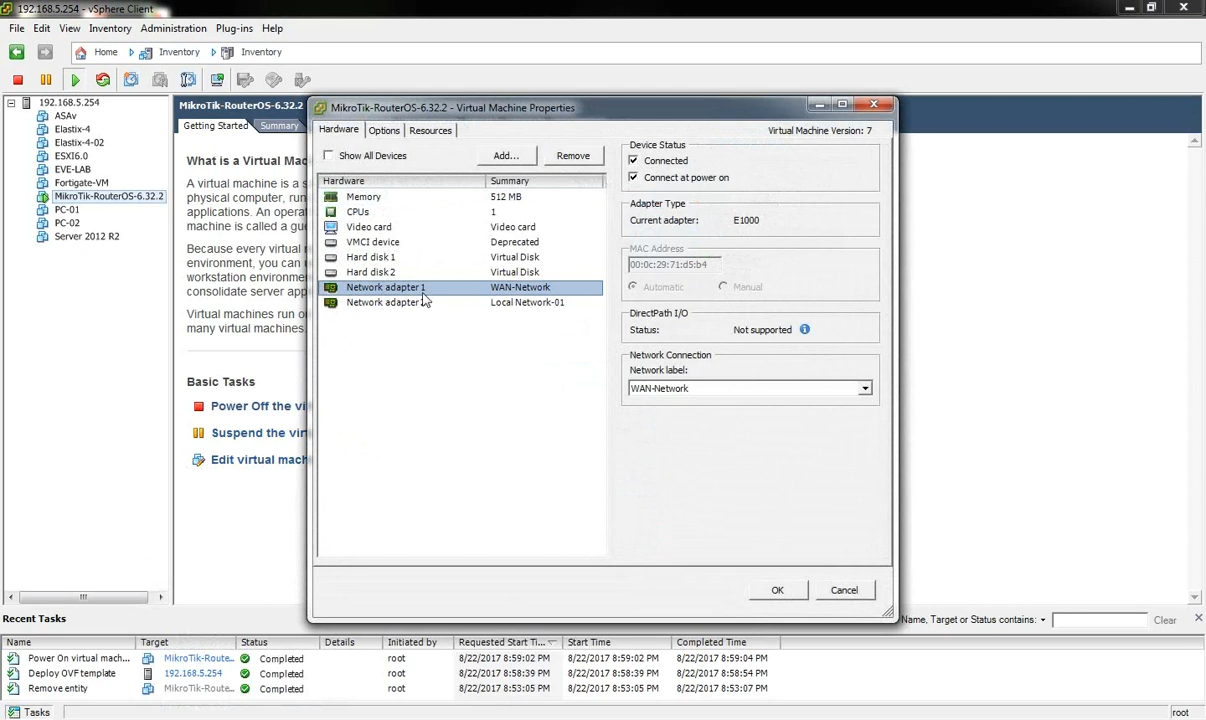 192.168.5.254 - vSphere Client
File Edit View Inventory Administration Plug-ins Help
Home Inventory Inventory
192.168.5.254
ASAv
Elastix-4
Elastix-4-02
ESXI6.0
EVE-LAB
Fortigate-VM
MikroTik-RouterOS-6.32.2
PC-01
PC-02
Server 2012 R2
MikroTik-RouterOS-6.32.2
Getting Started Summary
What is a Virtual Ma
A virtual machine is a s
physical computer, run
applications. An operat
machine is called a gue
Because every virtual
environment, you can u
workstation environme
consolidate server app
Virtual machines run o
many virtual machines
Basic Tasks
Power Off the vi
Suspend the virt
Edit virtual mach
MikroTik-RouterOS-6.32.2 - Virtual Machine Properties
Hardware Options Resources
Virtual Machine Version: 7
Show All Devices Add... Remove
Hardware Summary
Memory 512 MB
CPUs 1
Video card Video card
VMCI device Deprecated
Hard disk 1 Virtual Disk
Hard disk 2 Virtual Disk
Network adapter 1 WAN-Network
Network adapter Local Network-01
Device Status
Connected
Connect at power on
Adapter Type
Current adapter: E1000
MAC Address
00:0c:29:71:d5:b4
Automatic Manual
DirectPath I/O
Status: Not supported
Network Connection
Network label:
WAN-Network
OK Cancel
Recent Tasks
Name, Target or Status contains: Clear
Name Target Status Details Initiated by Requested Start Ti... Start Time Completed Time
Power On virtual mach... MikroTik-Route... Completed root 8/22/2017 8:59:02 PM 8/22/2017 8:59:02 PM 8/22/2017 8:59:04 PM
Deploy OVF template 192.168.5.254 Completed root 8/22/2017 8:58:39 PM 8/22/2017 8:58:39 PM 8/22/2017 8:58:53 PM
Remove entity MikroTik-Route... Completed root 8/22/2017 8:53:05 PM 8/22/2017 8:53:05 PM 8/22/2017 8:53:07 PM
Tasks root